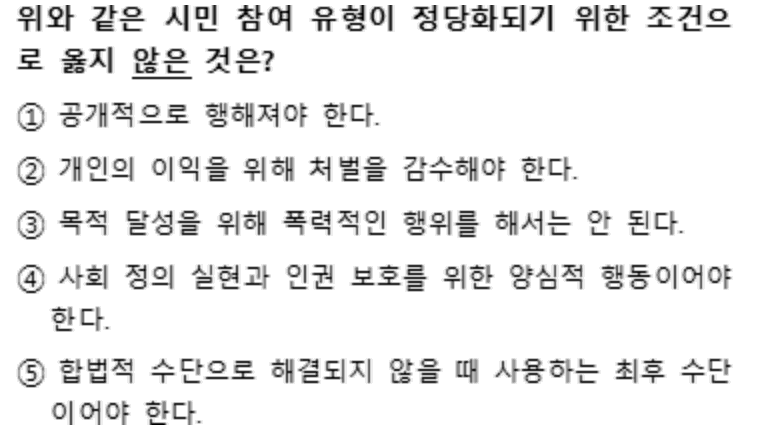 위와 같은 시민 참여 유형이 정당화되기 위한 조건으
로 옳지 않은 것은?
① 공개적으로 행해져야 한다.
② 개인의 이익을 위해 처벌을 감수해야 한다.
③ 목적 달성을 위해 폭력적인 행위를 해서는 안 된다.
④ 사회 정의 실현과 인권 보호를 위한 양심적 행동이어야
한다.
⑤ 합법적 수단으로 해결되지 않을 때 사용하는 최후 수단
이어야 한다.